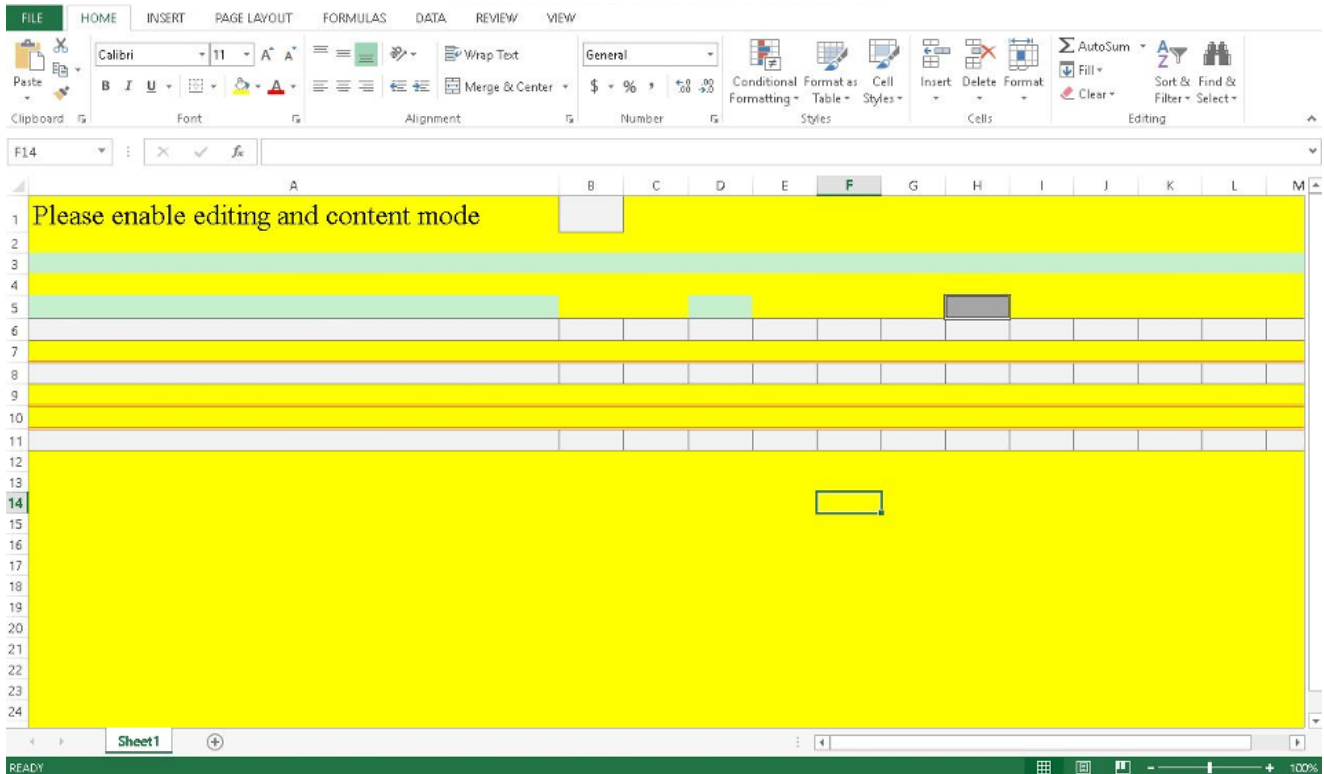 FILE HOME INSERT PAGE LAYOUT FORMULAS DATA REVIEW VIEW
Paste
Calibri 11 A A Wrap Text General
B I U A Merge & Center $ % , .0 .00 .00 .0
Conditional Formatting Format as Table Cell Styles Insert Delete Format
AutoSum
Fill
Clear
Sort & Filter Find & Select
Clipboard Font Alignment Number Styles Cells Editing
F14 fx
A B C D E F G H I J K L M
1 Please enable editing and content mode
2
3
4
5
6
7
8
9
10
11
12
13
14
15
16
17
18
19
20
21
22
23
24
Sheet1
READY 100%